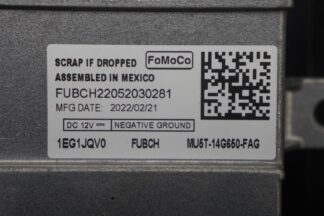 SCRAP IF DROPPED FoMoCo
ASSEMBLED IN MEXICO
FUBCH22052030281
MFG DATE: 2022/02/21
DC 12V NEGATIVE GROUND
1EG1JQV0 FUBCH MU5T-14G650-FAG